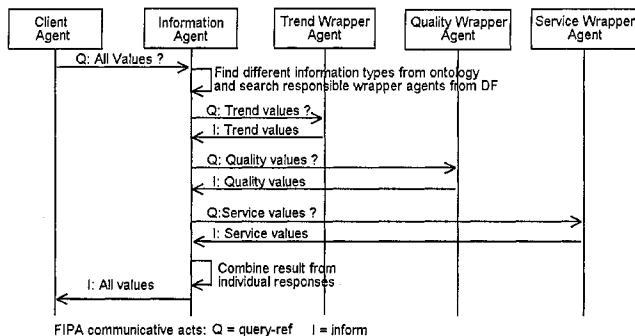 Client Agent
Information Agent
Trend Wrapper Agent
Quality Wrapper Agent
Service Wrapper Agent
Q: All Values ?
Find different information types from ontology
and search responsible wrapper agents from DF
Q: Trend values ?
I: Trend values
Q: Quality values ?
I: Quality values
Q:Service values ?
I: Service values
Combine result from
individual responses
I: All values
FIPA communicative acts: Q = query-ref I = inform